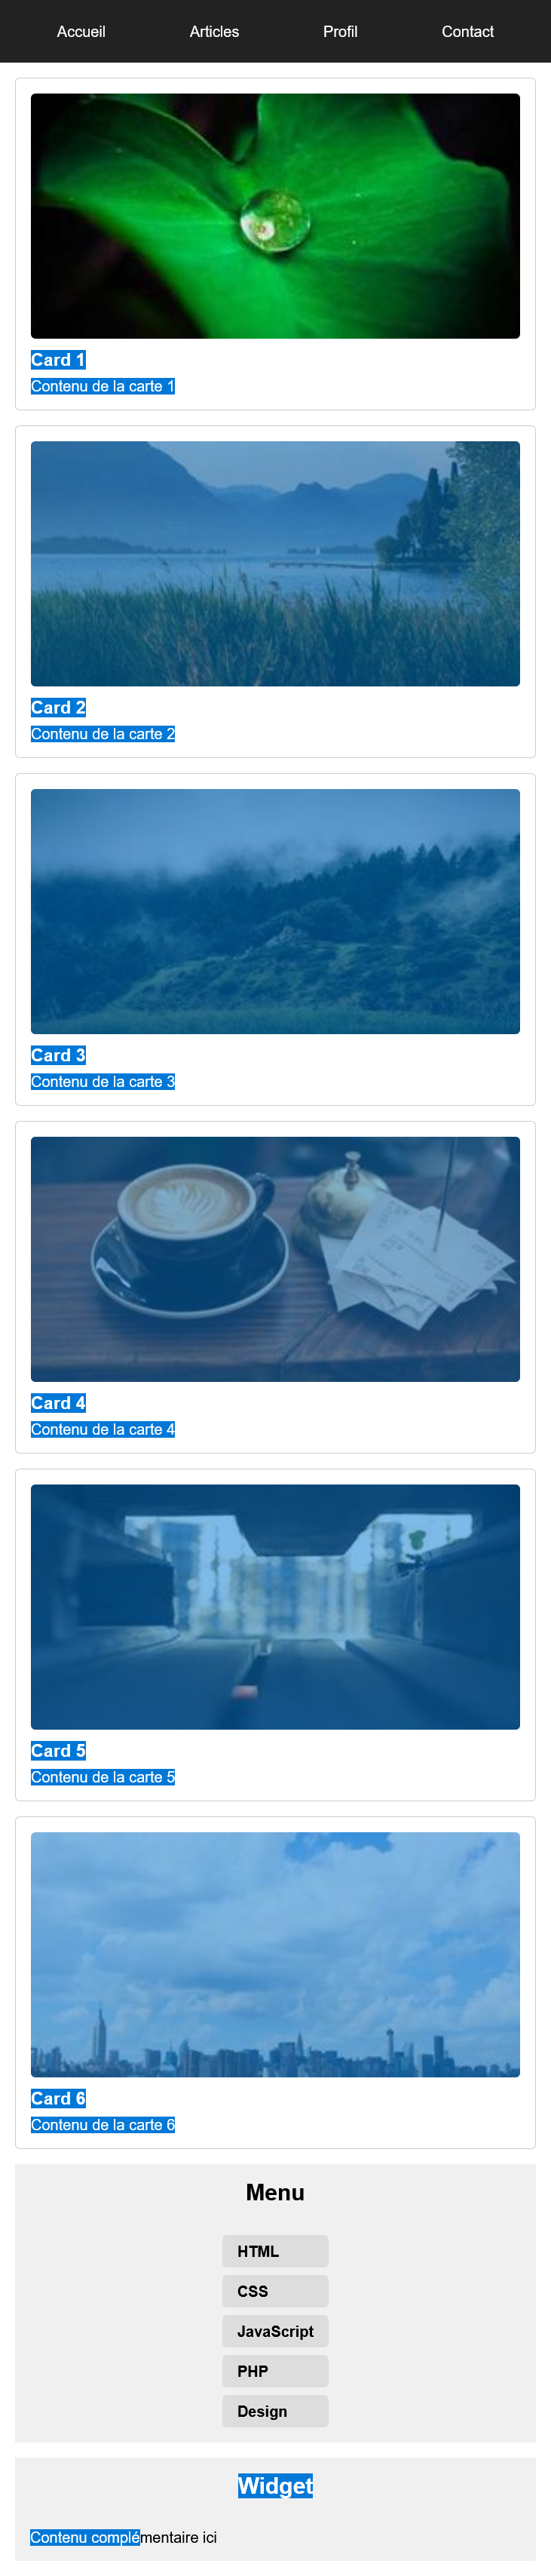 Accueil Articles Profil Contact
Card 1
Contenu de la carte 1
Card 2
Contenu de la carte 2
Card 3
Contenu de la carte 3
Card 4
Contenu de la carte 4
Card 5
Contenu de la carte 5
Card 6
Contenu de la carte 6
Menu
HTML
CSS
JavaScript
PHP
Design
Widget
Contenu complémentaire ici